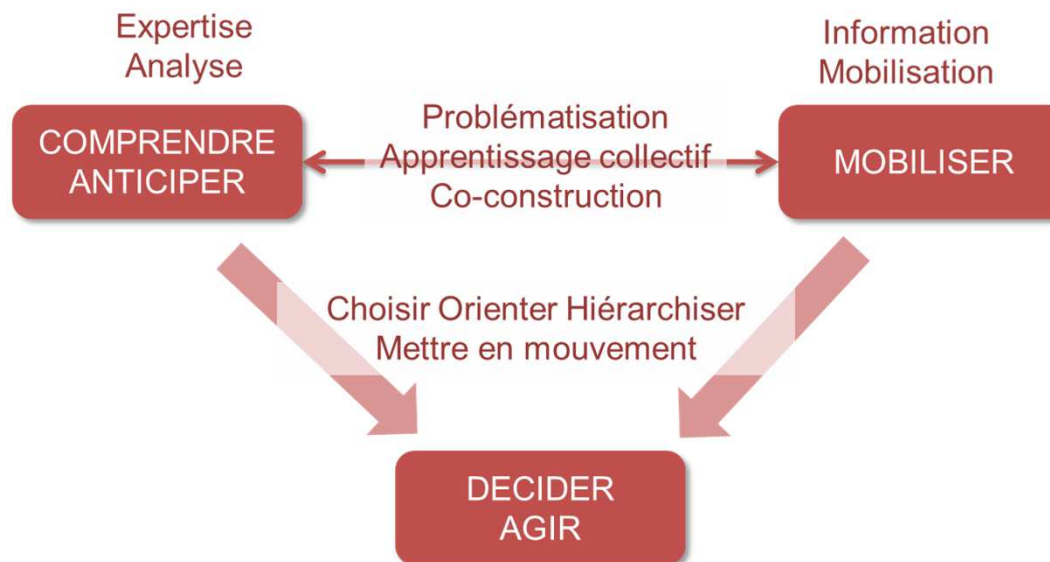 Expertise
Analyse
Information
Mobilisation
COMPRENDRE
ANTICIPER
Problématisation
Apprentissage collectif
Co-construction
MOBILISER
Choisir Orienter Hiérarchiser
Mettre en mouvement
DECIDER
AGIR